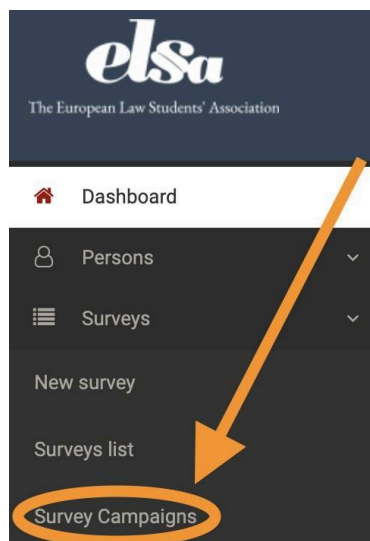 elsa
The European Law Students' Association
Dashboard
Persons
Surveys
New survey
Surveys list
Survey Campaigns